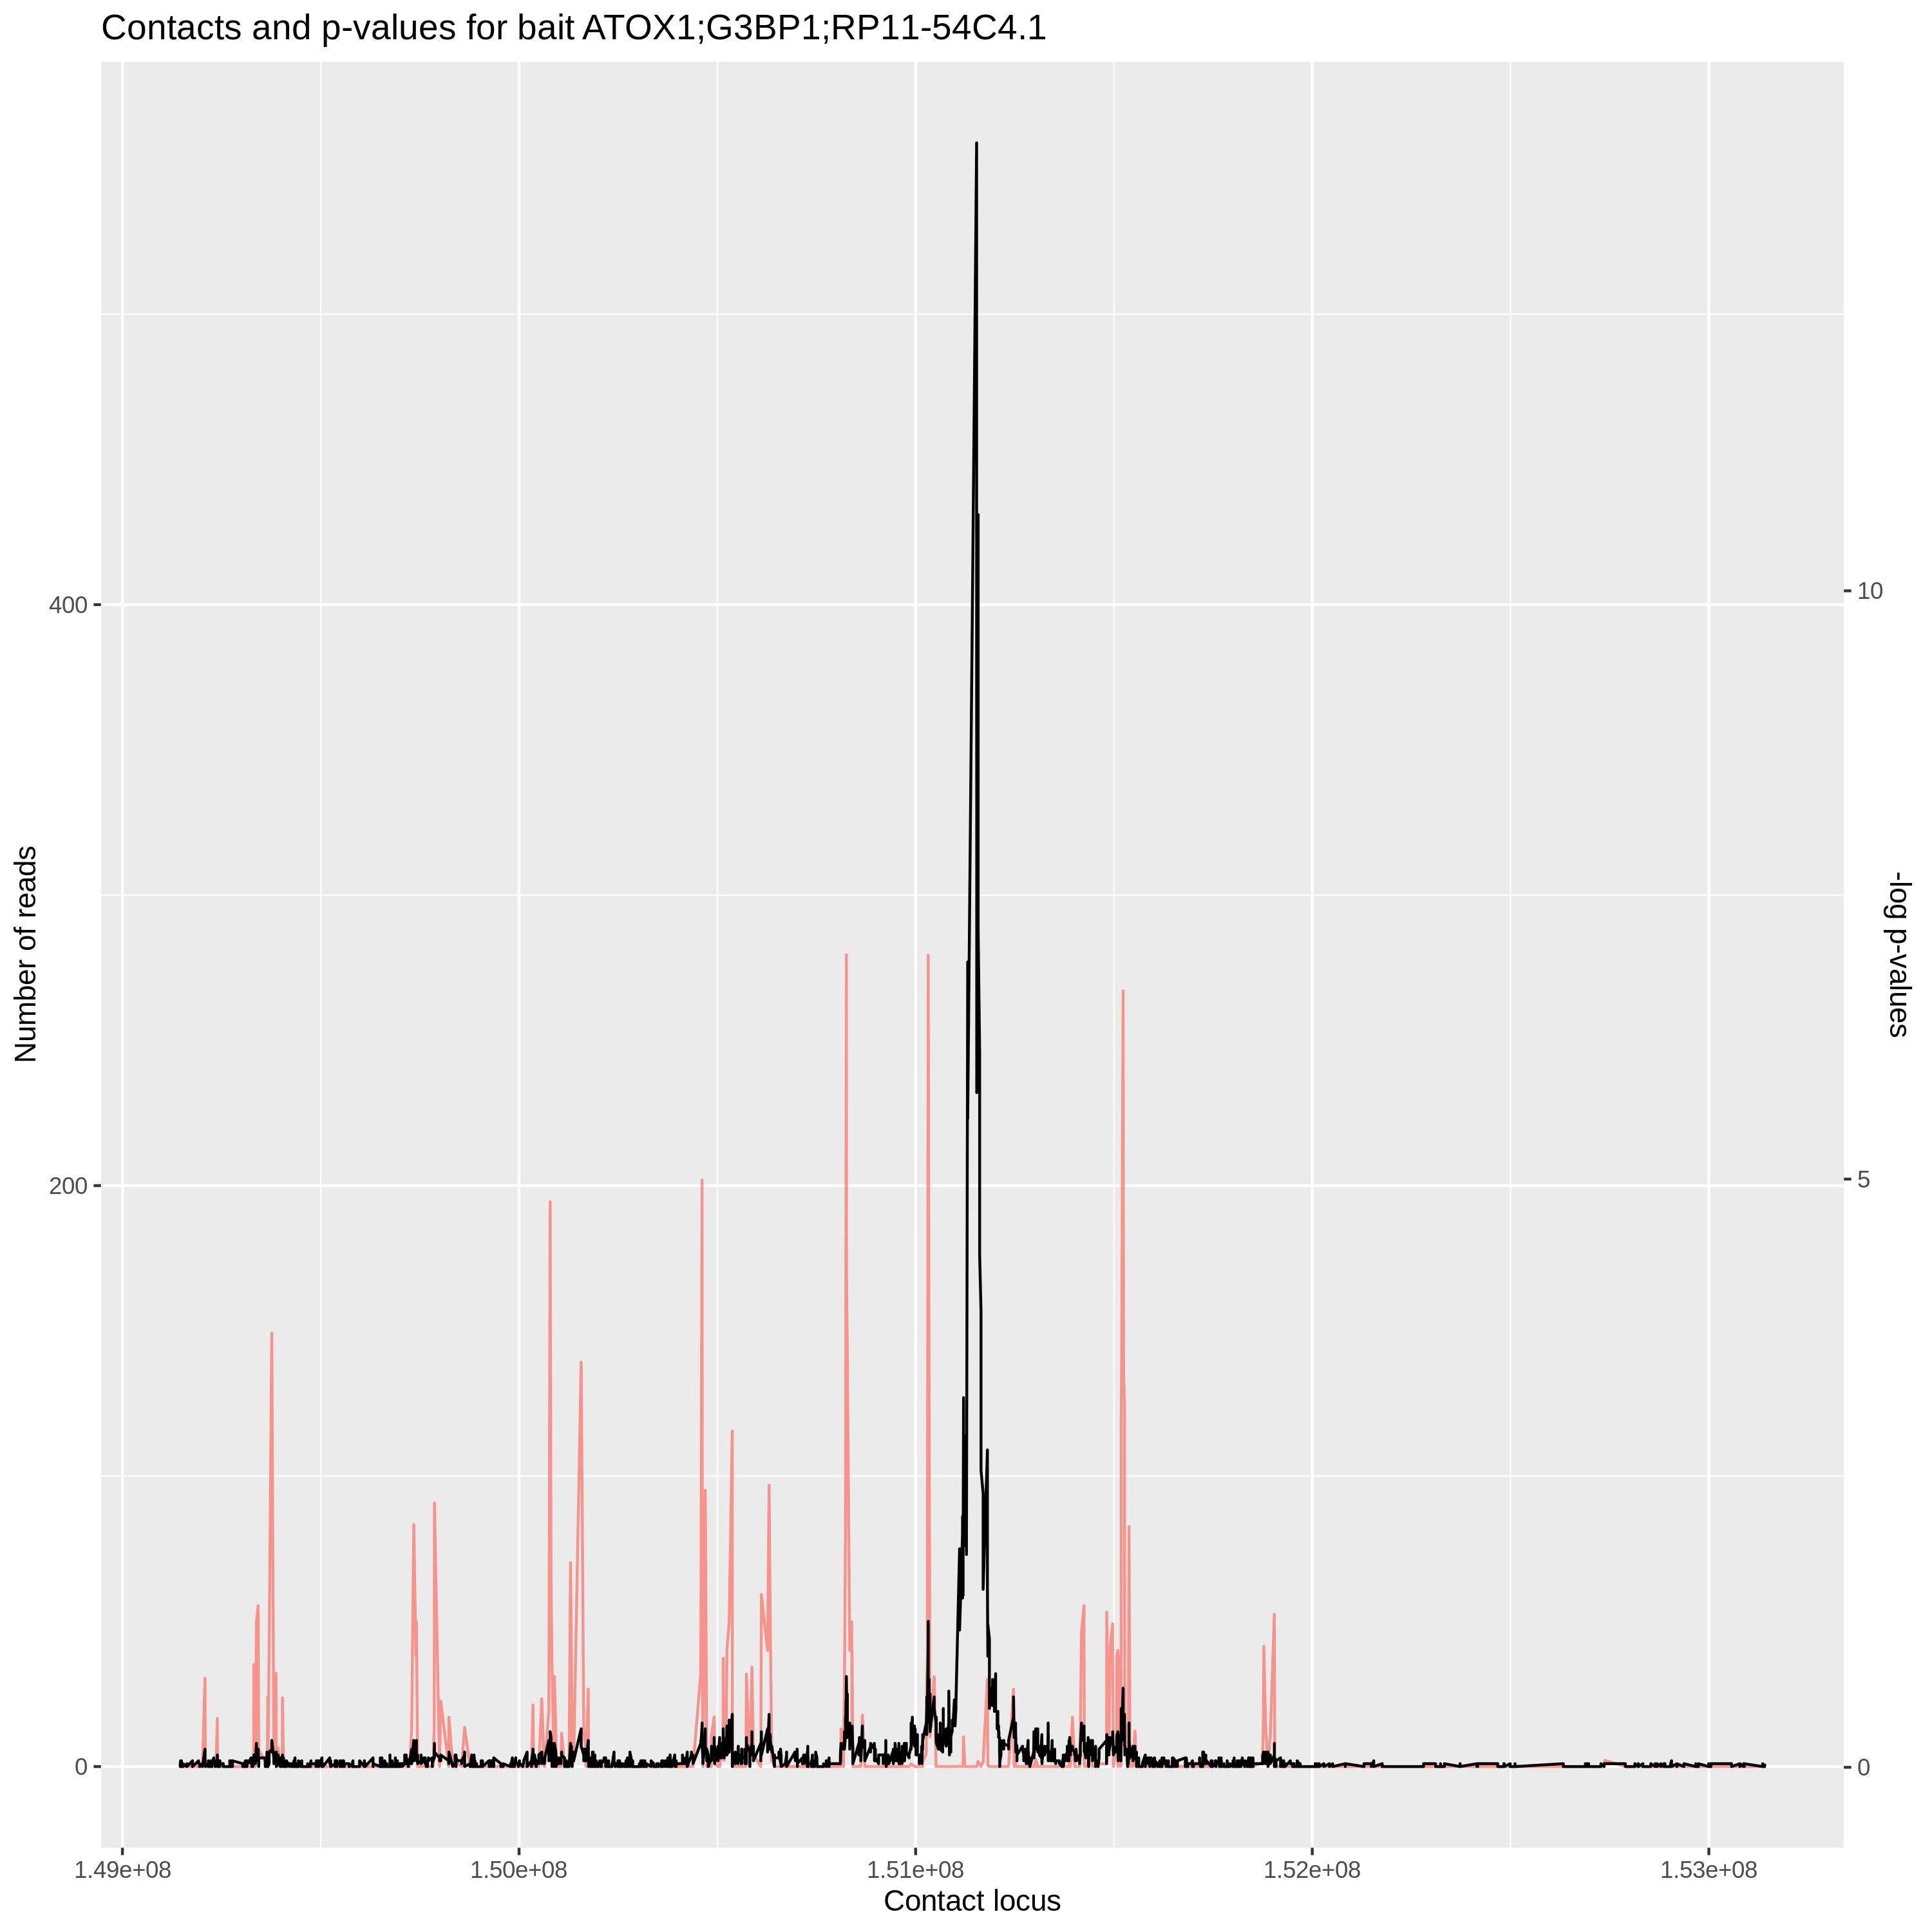 Contacts and p-values for bait ATOX1;G3BP1;RP11-54C4.1
Number of reads
400
200
0
10
5
0
-log p-values
1.49e+08
1.50e+08
1.51e+08
1.52e+08
1.53e+08
Contact locus